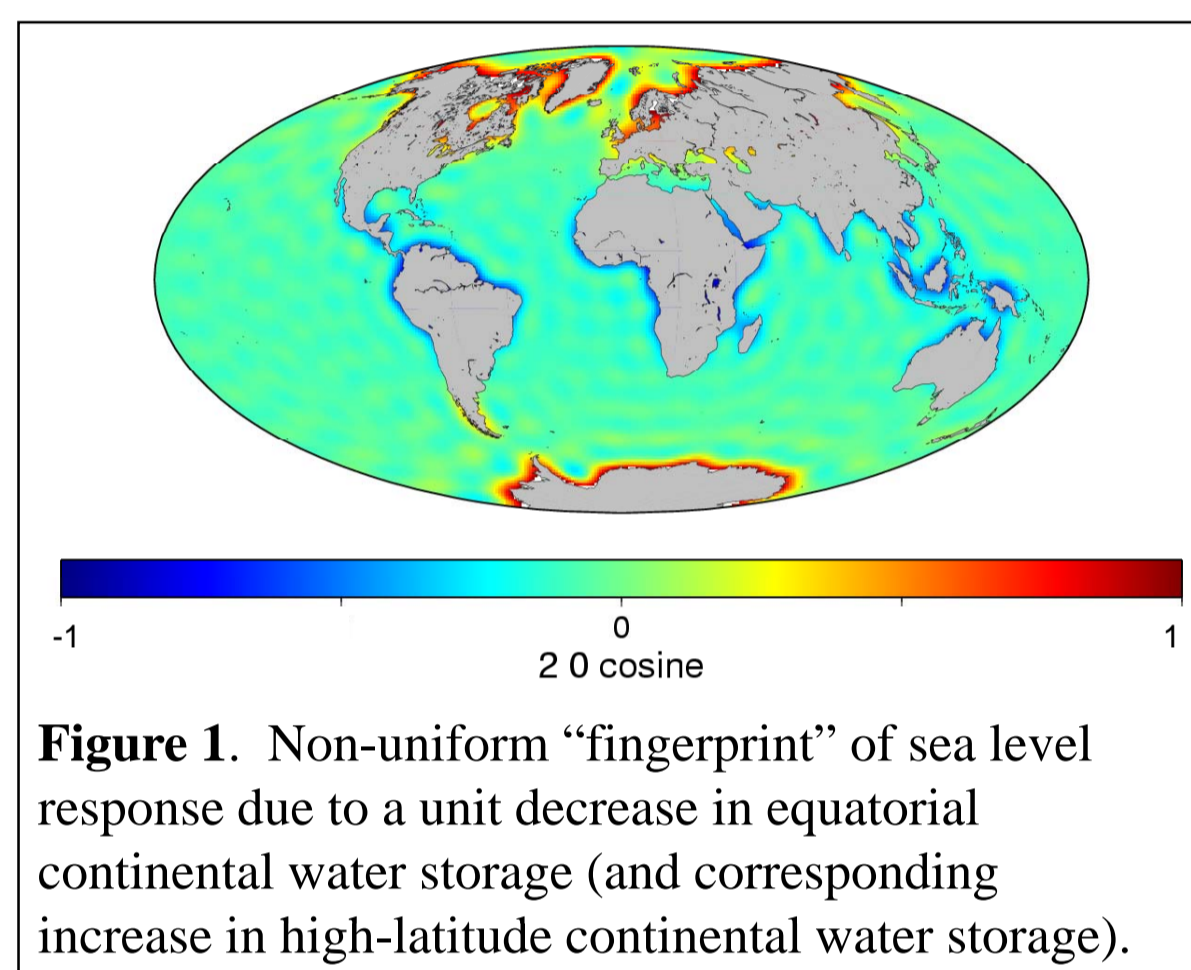 -1
0
1
2 0 cosine
Figure 1.  Non-uniform “fingerprint” of sea level
response due to a unit decrease in equatorial
continental water storage (and corresponding
increase in high-latitude continental water storage).